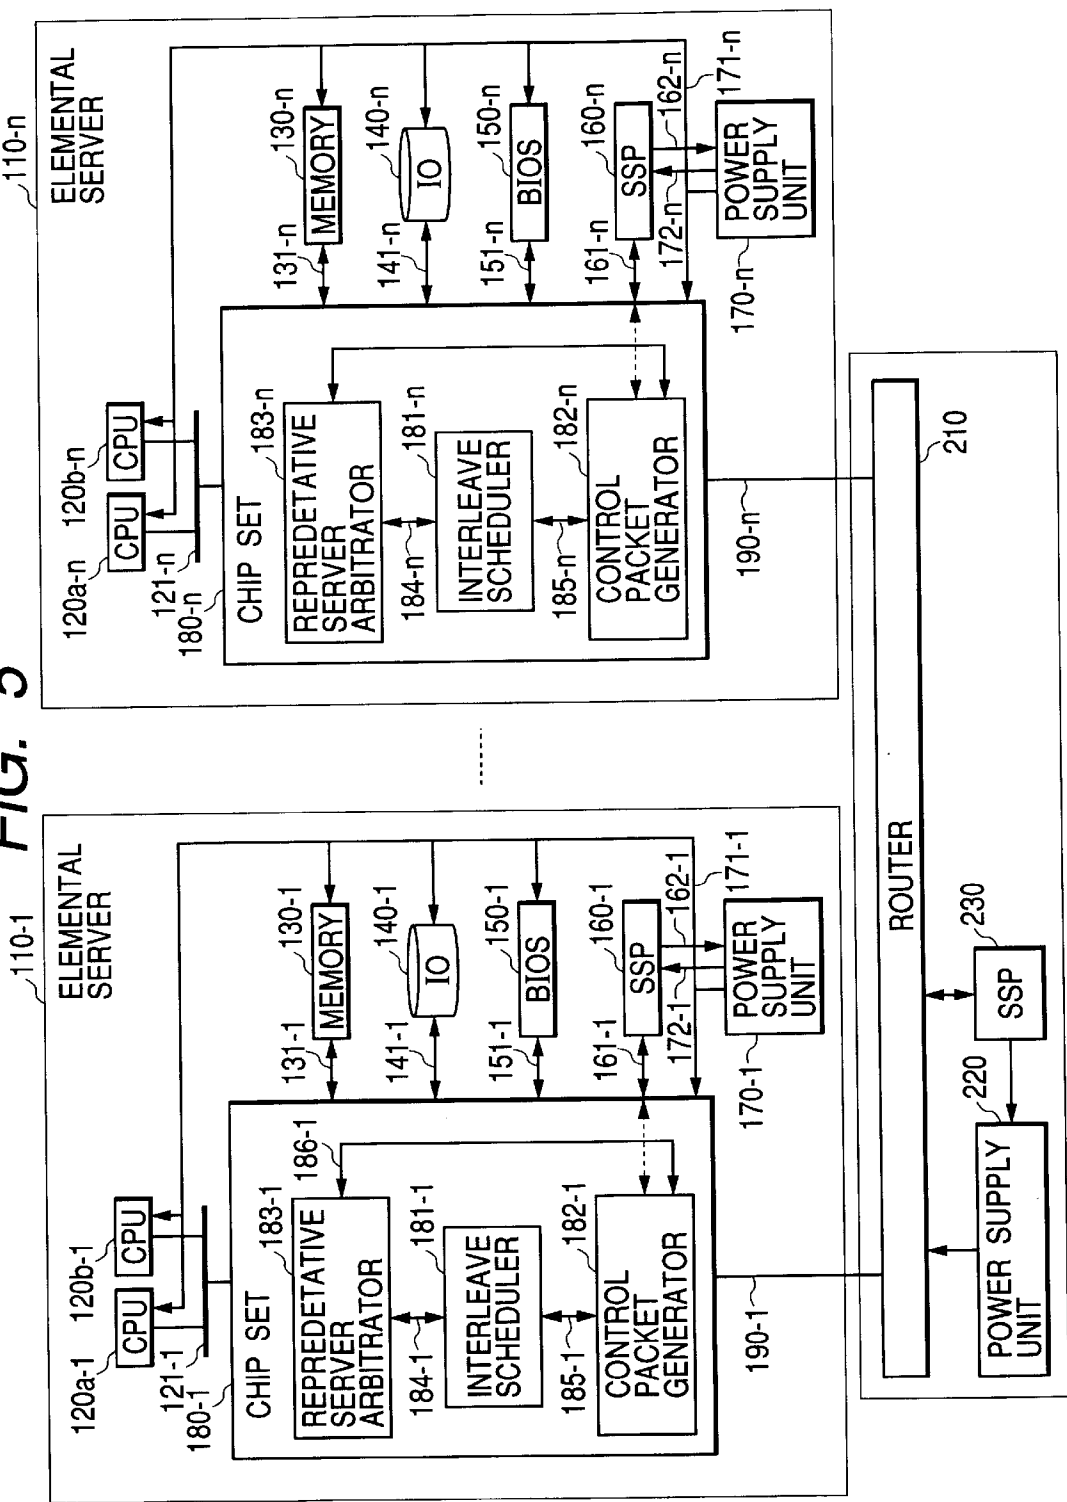 FIG. 5
110-1
ELEMENTAL
SERVER
120a-1
CPU
120b-1
CPU
121-1
180-1
CHIP SET
183-1
REPREDETATIVE
SERVER
ARBITRATOR
186-1
184-1
181-1
INTERLEAVE
SCHEDULER
185-1
182-1
CONTROL
PACKET
GENERATOR
131-1
130-1
MEMORY
141-1
140-1
IO
151-1
150-1
BIOS
161-1
160-1
SSP
172-1
162-1
171-1
170-1
POWER
SUPPLY
UNIT
190-1
110-n
ELEMENTAL
SERVER
120a-n
CPU
120b-n
CPU
121-n
180-n
CHIP SET
183-n
REPREDETATIVE
SERVER
ARBITRATOR
184-n
181-n
INTERLEAVE
SCHEDULER
185-n
182-n
CONTROL
PACKET
GENERATOR
131-n
130-n
MEMORY
141-n
140-n
IO
151-n
150-n
BIOS
161-n
160-n
SSP
172-n
162-n
171-n
170-n
POWER
SUPPLY
UNIT
190-n
210
ROUTER
220
POWER SUPPLY
UNIT
230
SSP